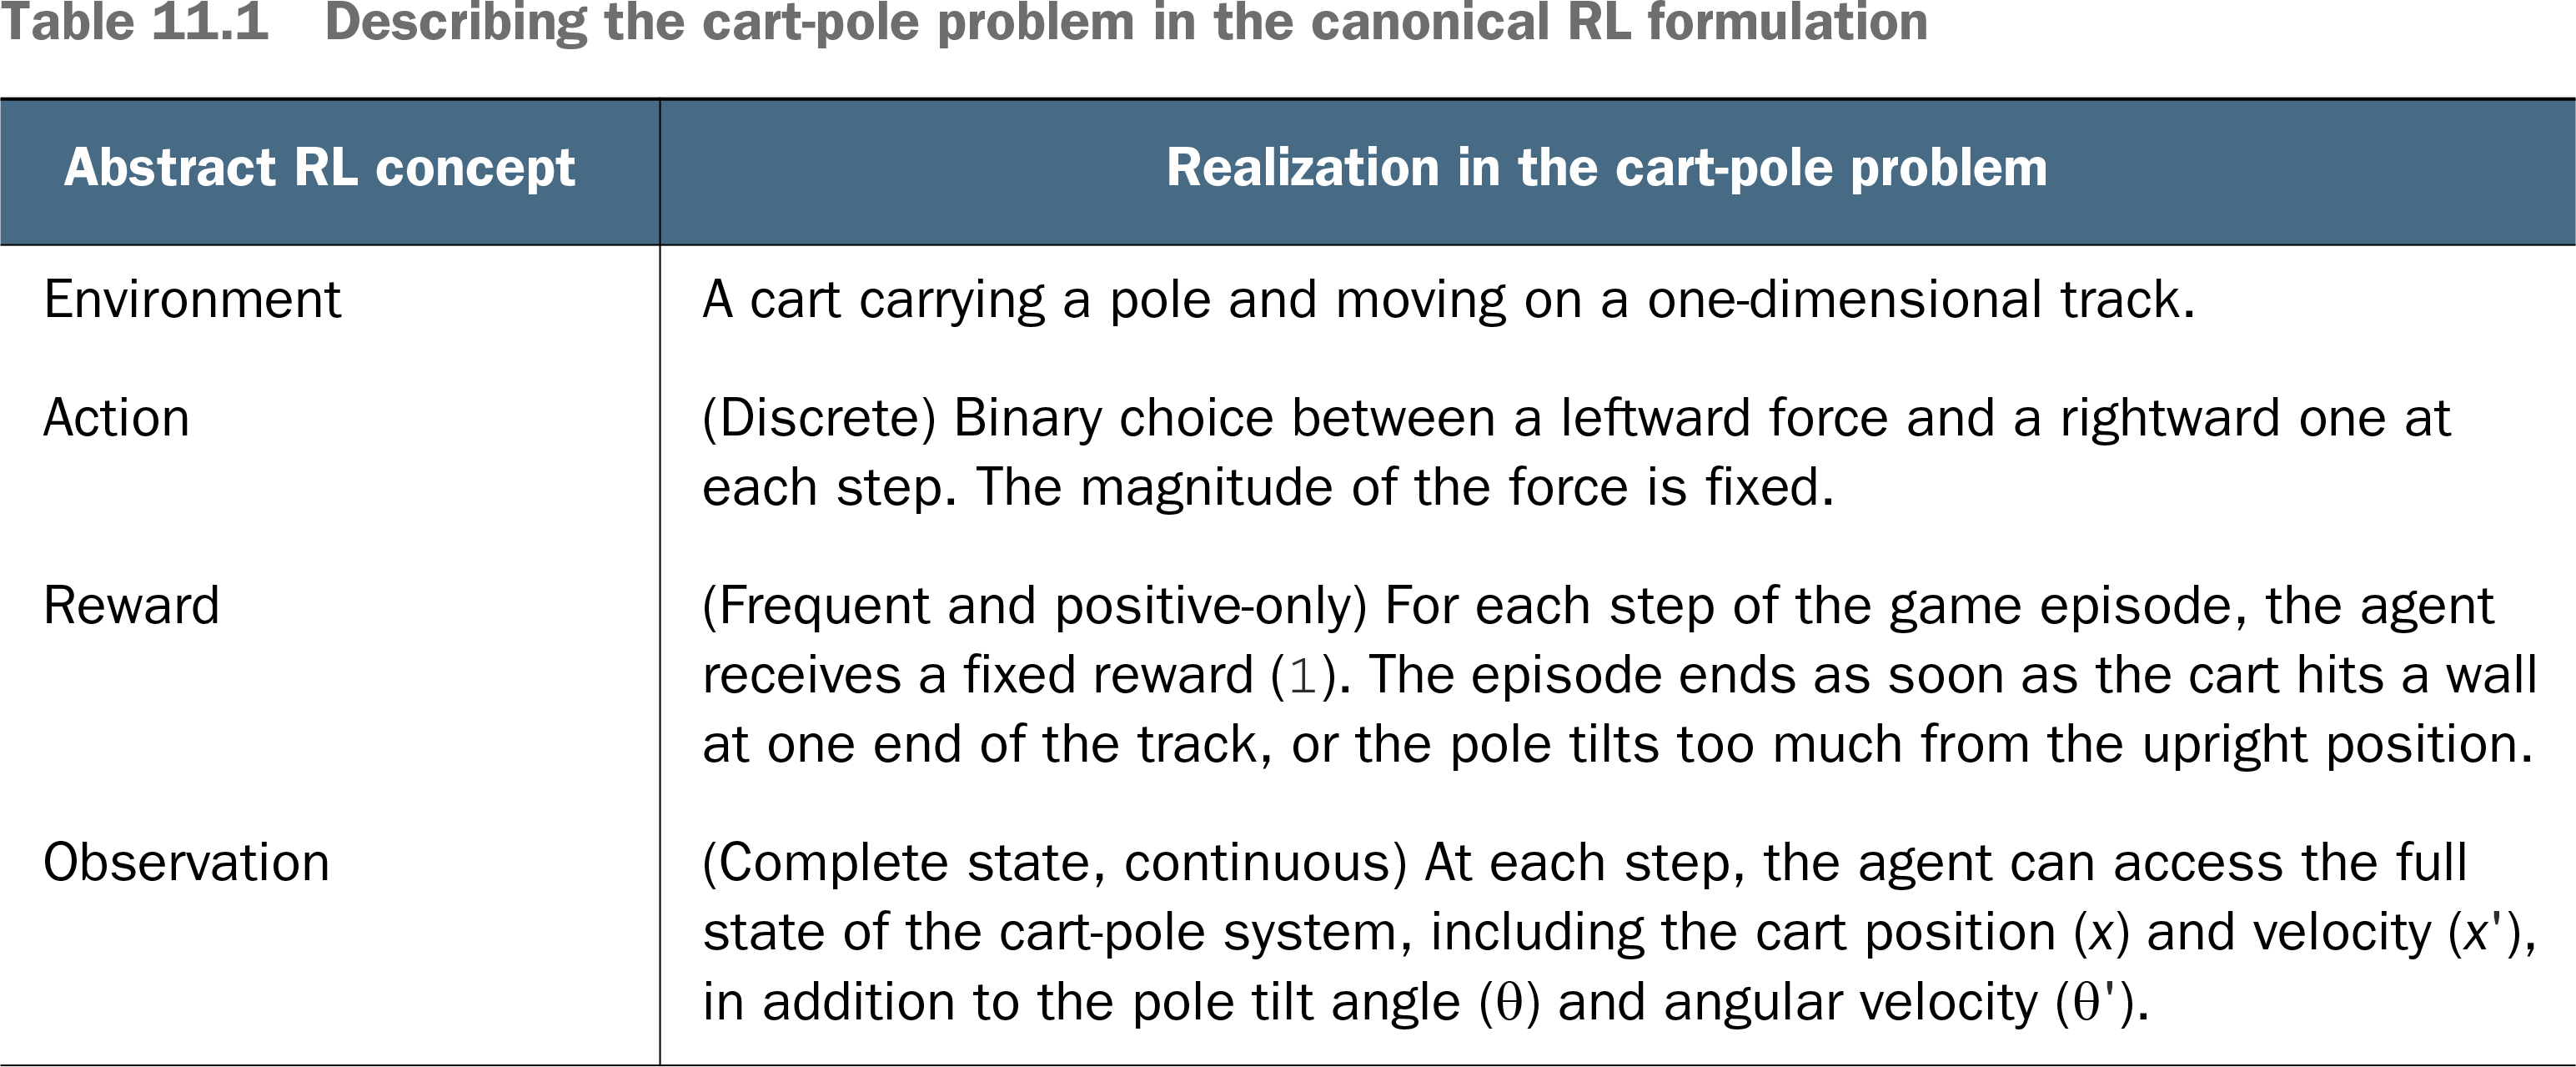 Table 11.1 Describing the cart-pole problem in the canonical RL formulation
Abstract RL concept
Realization in the cart-pole problem
Environment
A cart carrying a pole and moving on a one-dimensional track.
Action
(Discrete) Binary choice between a leftward force and a rightward one at
each step. The magnitude of the force is fixed.
Reward
(Frequent and positive-only) For each step of the game episode, the agent
receives a fixed reward (1). The episode ends as soon as the cart hits a wall
at one end of the track, or the pole tilts too much from the upright position.
Observation
(Complete state, continuous) At each step, the agent can access the full
state of the cart-pole system, including the cart position (x) and velocity (x'),
in addition to the pole tilt angle (θ) and angular velocity (θ').